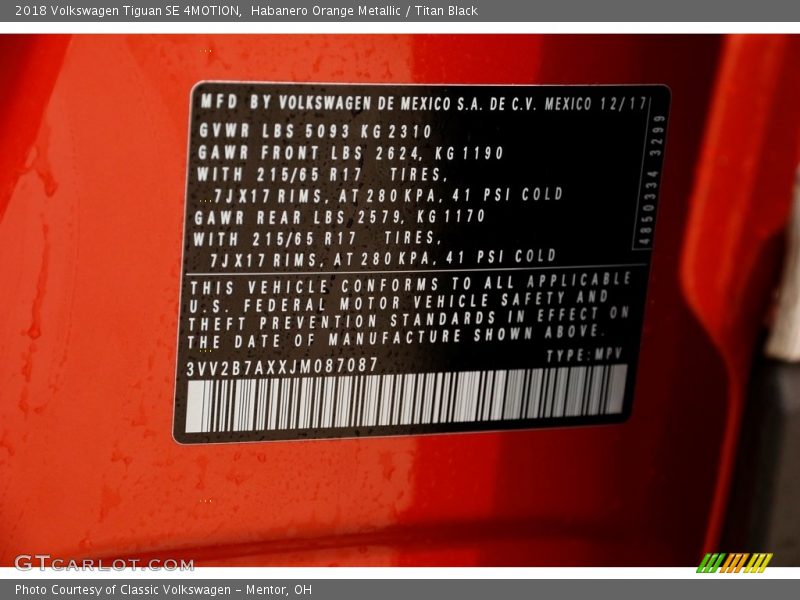 2018 Volkswagen Tiguan SE 4MOTION,  Habanero Orange Metallic / Titan Black
MFD BY VOLKSWAGEN DE MEXICO S.A. DE C.V. MEXICO 12/17
GVWR LBS 5093 KG 2310
GAWR FRONT LBS 2624, KG 1190
WITH 215/65 R17 TIRES,
7JX17 RIMS, AT 280 KPA, 41 PSI COLD
GAWR REAR LBS 2579, KG 1170
WITH 215/65 R17 TIRES,
7JX17 RIMS, AT 280 KPA, 41 PSI COLD
4850334 3299
THIS VEHICLE CONFORMS TO ALL APPLICABLE
U.S. FEDERAL MOTOR VEHICLE SAFETY AND
THEFT PREVENTION STANDARDS IN EFFECT ON
THE DATE OF MANUFACTURE SHOWN ABOVE.
3VV2B7AXXJM087087
TYPE: MPV
GTCARLOT.COM
Photo Courtesy of Classic Volkswagen - Mentor, OH